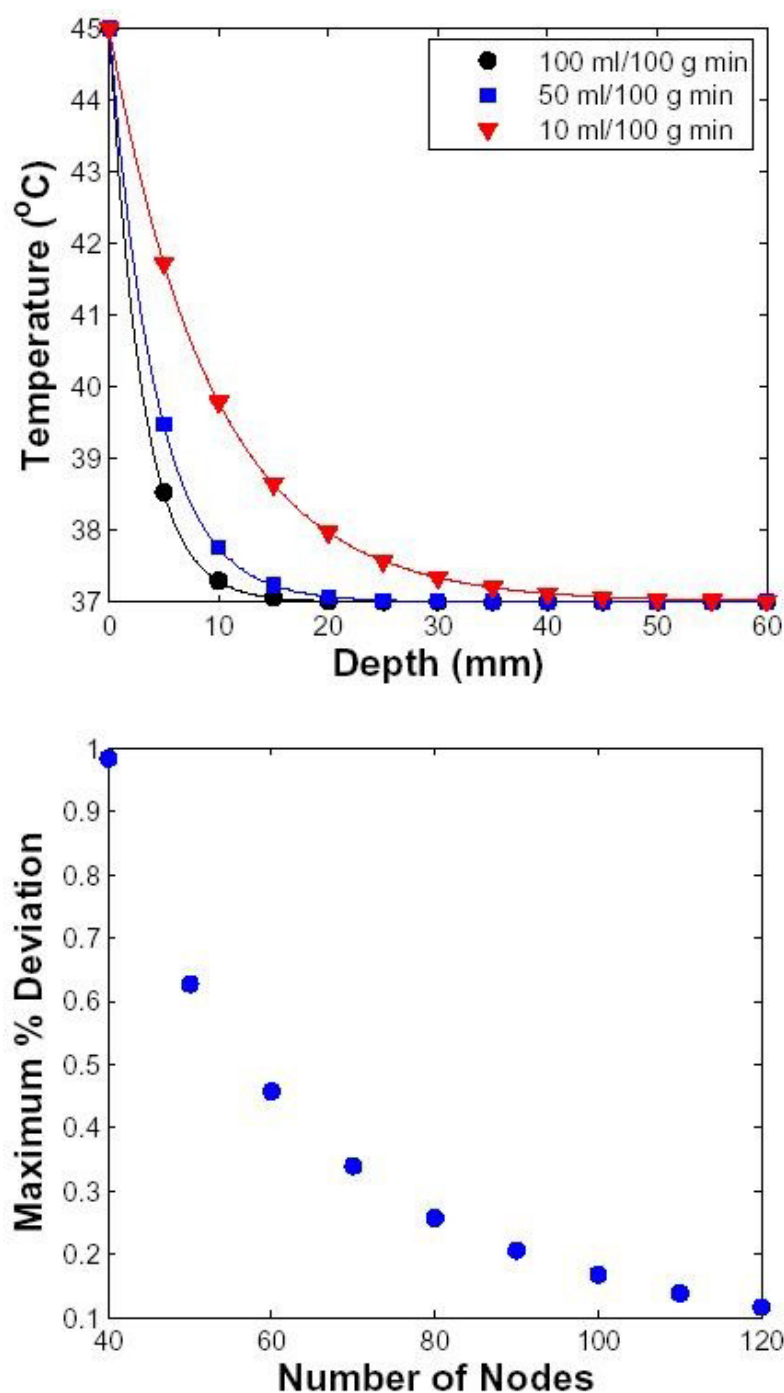 45
44
43
42
41
40
39
38
37
Temperature (°C)
100 ml/100 g min
50 ml/100 g min
10 ml/100 g min
0 10 20 30 40 50 60
Depth (mm)
1
0.9
0.8
0.7
0.6
0.5
0.4
0.3
0.2
0.1
Maximum % Deviation
40 60 80 100 120
Number of Nodes